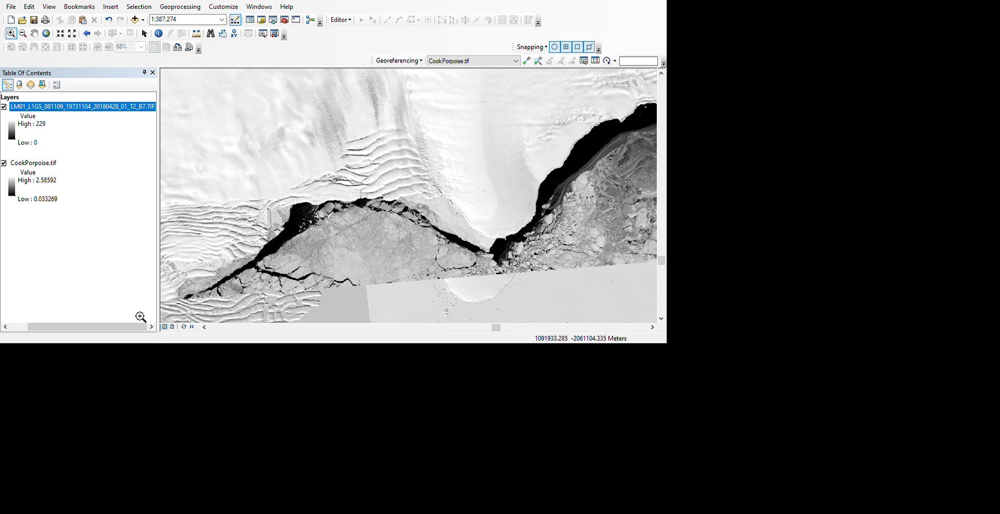 File Edit View Bookmarks Insert Selection Geoprocessing Customize Windows Help
1:387,274 Editor
68% Snapping
Georeferencing CookPorpoise.tif
Table Of Contents
Layers
LM01_L1GS_081109_19731104_20180428_01_T2_B7.TIF
Value
High : 229
Low : 0
CookPorpoise.tif
Value
High : 2.58592
Low : 0.033269
1091933.285 -2061104.335 Meters